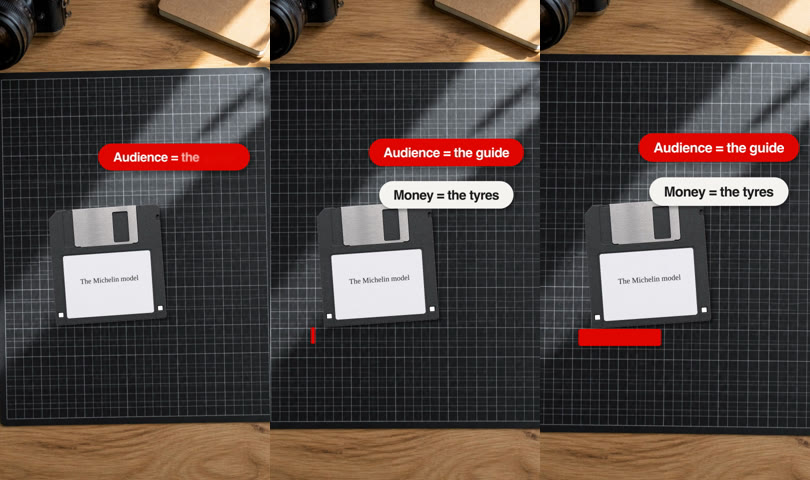 Audience = the
The Michelin model
Audience = the guide
Money = the tyres
The Michelin model
Audience = the guide
Money = the tyres
The Michelin model